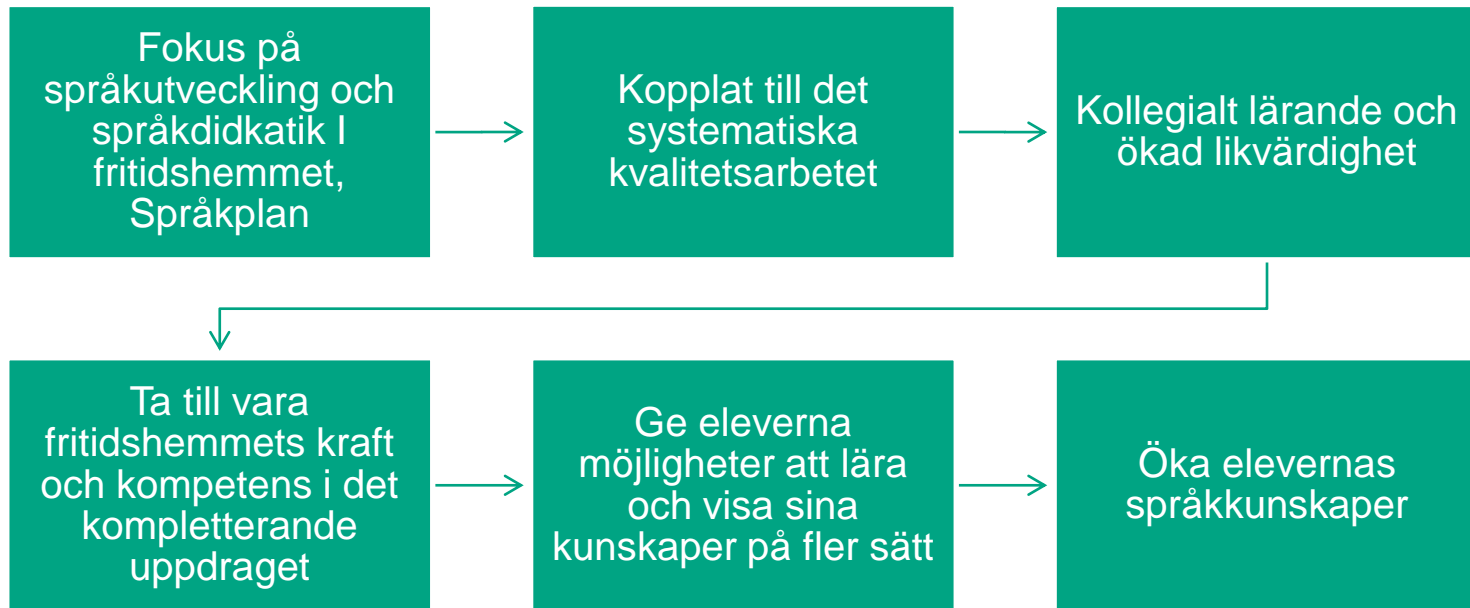 Fokus på
språkutveckling och
språkdidkatik I
fritidshemmet,
Språkplan
Kopplat till det
systematiska
kvalitetsarbetet
Kollegialt lärande och
ökad likvärdighet
Ta till vara
fritidshemmets kraft
och kompetens i det
kompletterande
uppdraget
Ge eleverna
möjligheter att lära
och visa sina
kunskaper på fler sätt
Öka elevernas
språkkunskaper